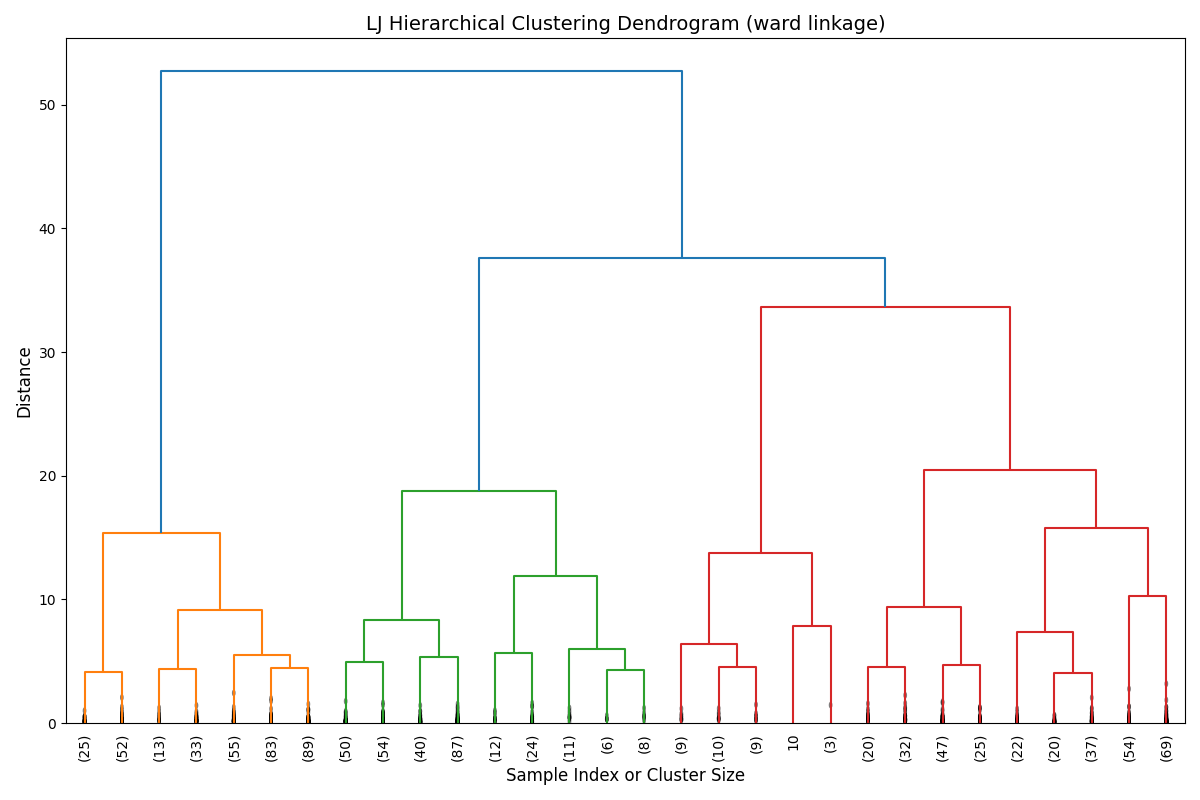 LJ Hierarchical Clustering Dendrogram (ward linkage)
Distance
50
40
30
20
10
0
(25) (52) (13) (33) (55) (83) (89) (50) (54) (40) (87) (12) (24) (11) (6) (8) (9) (10) (9) 10 (3) (20) (32) (47) (25) (22) (20) (37) (54) (69)
Sample Index or Cluster Size